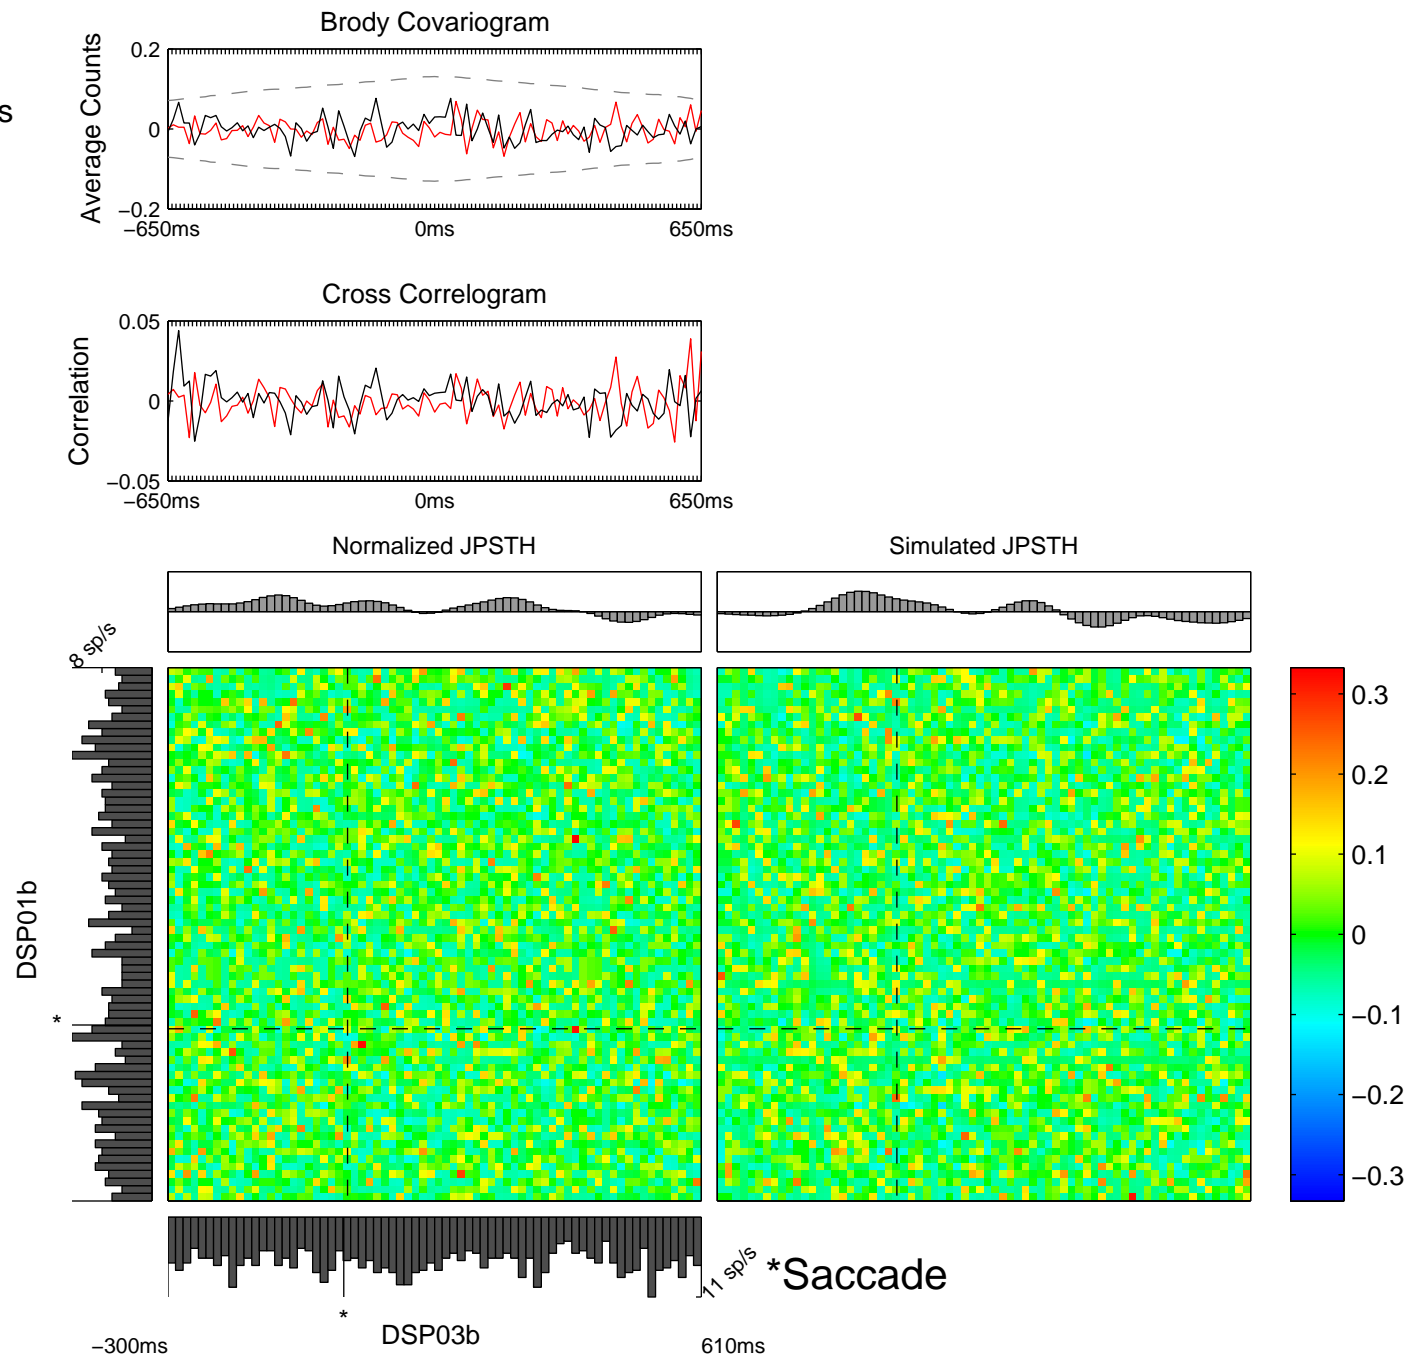 Brody Covariogram
Average Counts
0.2
0
−0.2
−650ms 0ms 650ms
s
Cross Correlogram
Correlation
0.05
0
−0.05
−650ms 0ms 650ms
Normalized JPSTH
Simulated JPSTH
8 sp/s
DSP01b
*
0.3
0.2
0.1
0
−0.1
−0.2
−0.3
11 sp/s
*Saccade
*
DSP03b
−300ms
610ms